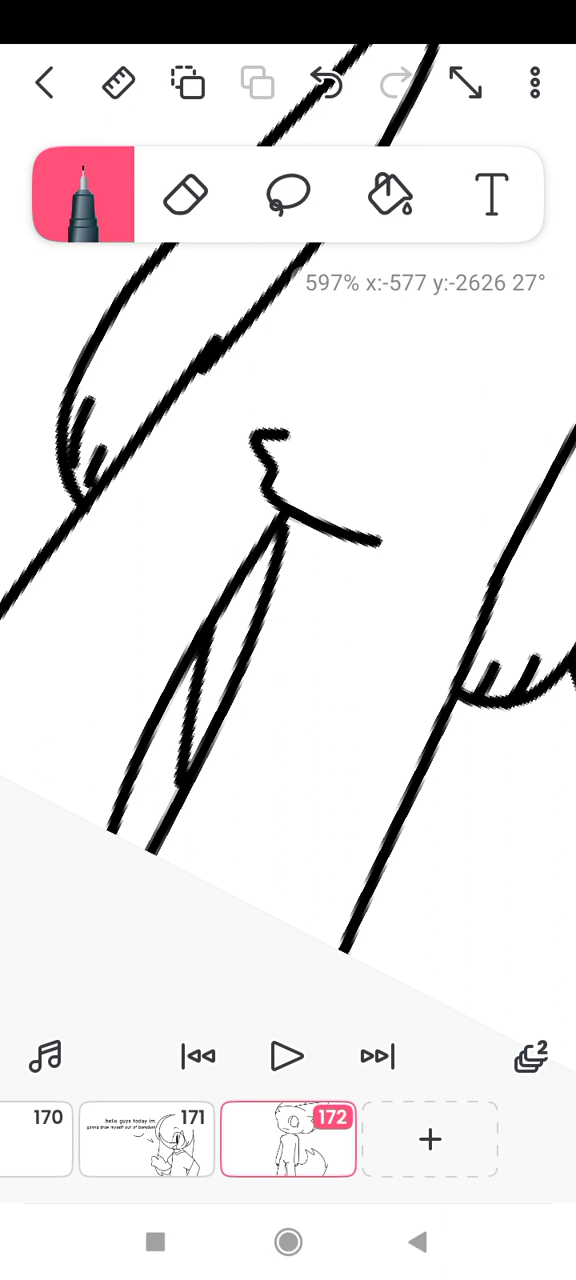 T
597% x:-577 y:-2626 27°
2
170
171
172
hello guys today im
gonna draw myself out of boredom